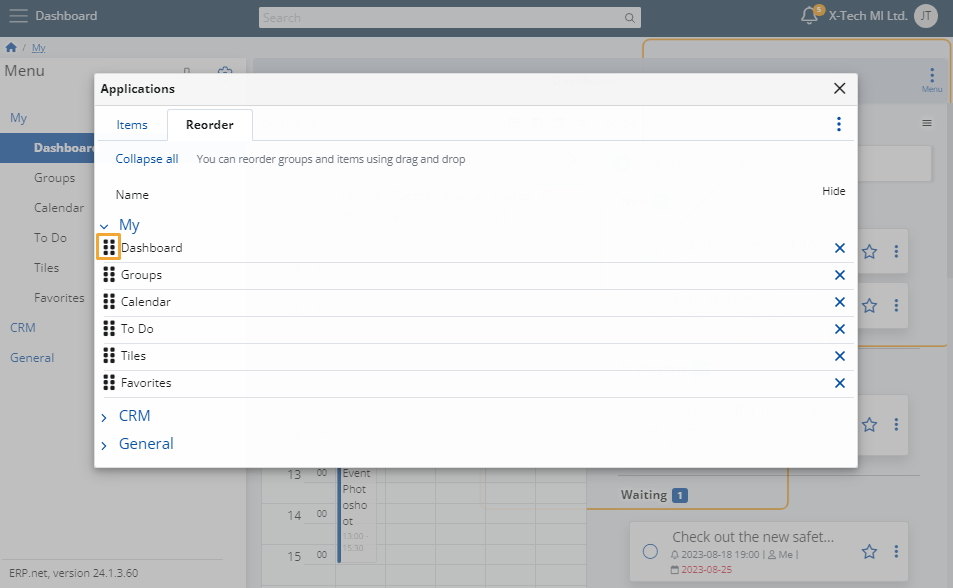 Dashboard
Search
5
X-Tech MI Ltd.
JT
/ My
Menu
Menu
My
Dashboard
Groups
Calendar
To Do
Tiles
Favorites
CRM
General
Applications
Items
Reorder
Collapse all
You can reorder groups and items using drag and drop
Name
Hide
My
Dashboard
Groups
Calendar
To Do
Tiles
Favorites
CRM
General
13 00
14 00
15 00
Event
Phot
osho
ot
13:00 -
15:30
Waiting 1
Check out the new safet...
2023-08-18 19:00 | Me |
2023-08-25
ERP.net, version 24.1.3.60